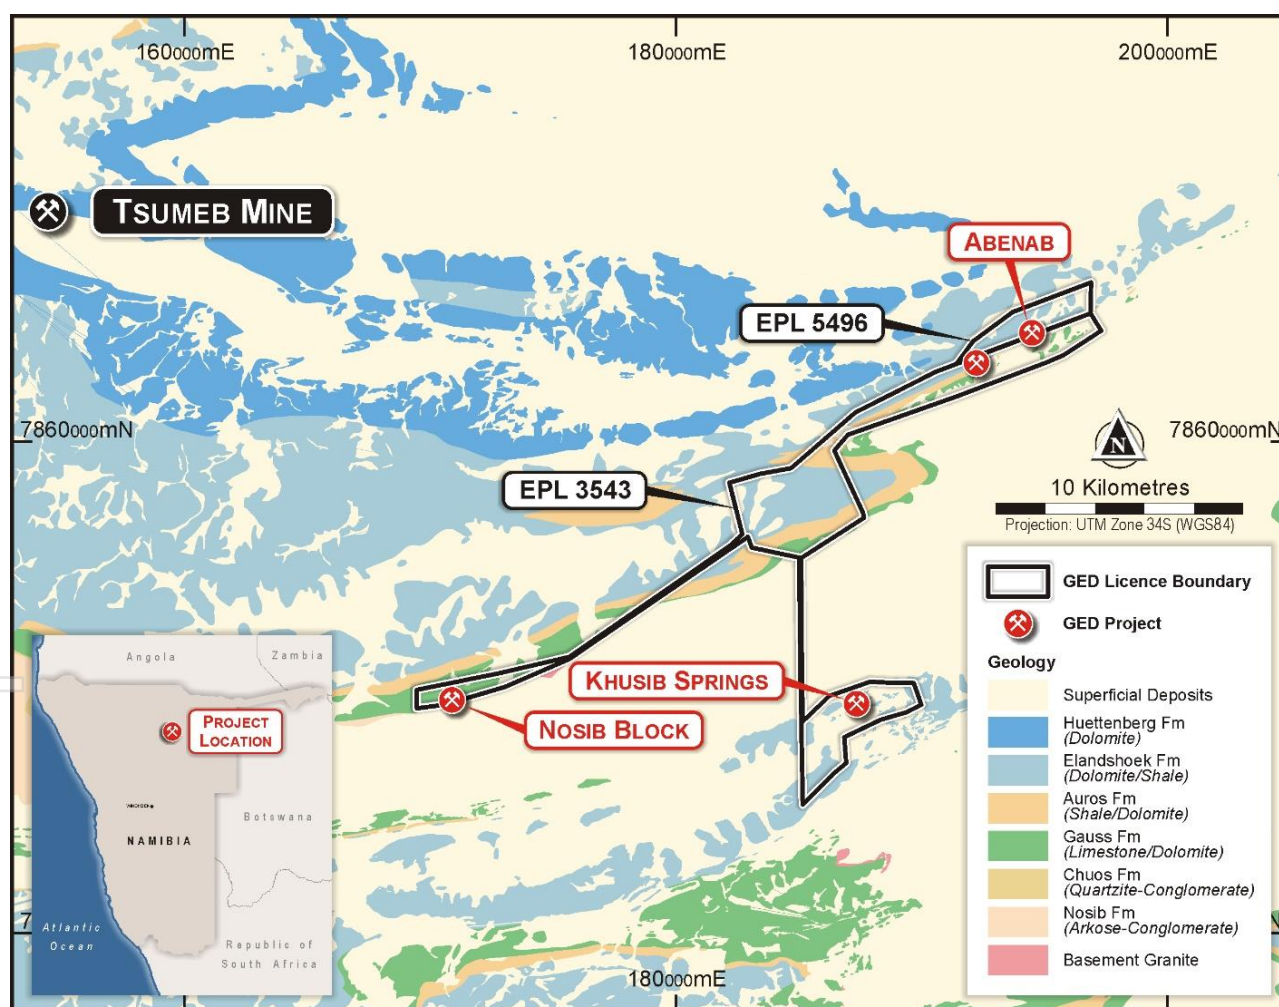 160000mE
180000mE
200000mE
TSUMEB MINE
ABENAB
EPL 5496
7860000mN
7860000mN
N
EPL 3543
10 Kilometres
Projection: UTM Zone 34S (WGS84)
KHUSIB SPRINGS
NOSIB BLOCK
GED Licence Boundary
GED Project
Geology
Superficial Deposits
Huettenberg Fm
(Dolomite)
Elandshoek Fm
(Dolomite/Shale)
Auros Fm
(Shale/Dolomite)
Gauss Fm
(Limestone/Dolomite)
Chuos Fm
(Quartzite-Conglomerate)
Nosib Fm
(Arkose-Conglomerate)
Basement Granite
Angola
Zambia
PROJECT
LOCATION
NAMIBIA
Botswana
Atlantic
Ocean
Republic of
South Africa
180000mE